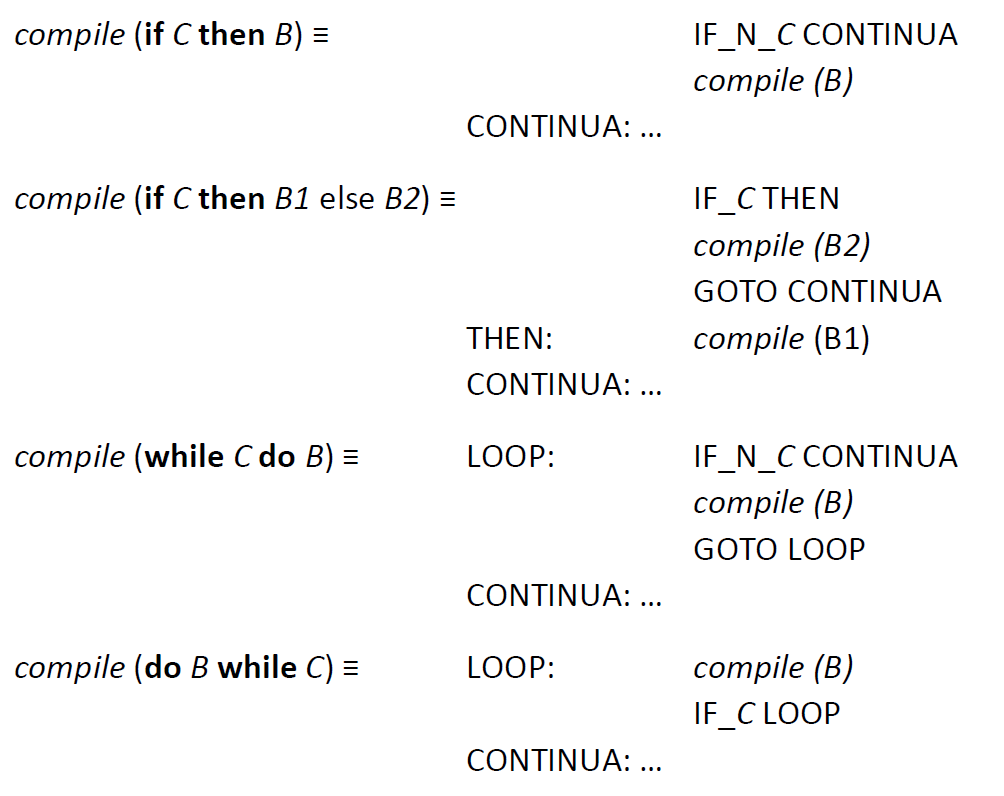 compile (if C then B) ≡ IF_N_C CONTINUA
compile (B)
CONTINUA: ...
compile (if C then B1 else B2) ≡ IF_C THEN
compile (B2)
GOTO CONTINUA
THEN: compile (B1)
CONTINUA: ...
compile (while C do B) ≡ LOOP: IF_N_C CONTINUA
compile (B)
GOTO LOOP
CONTINUA: ...
compile (do B while C) ≡ LOOP: compile (B)
IF_C LOOP
CONTINUA: ...